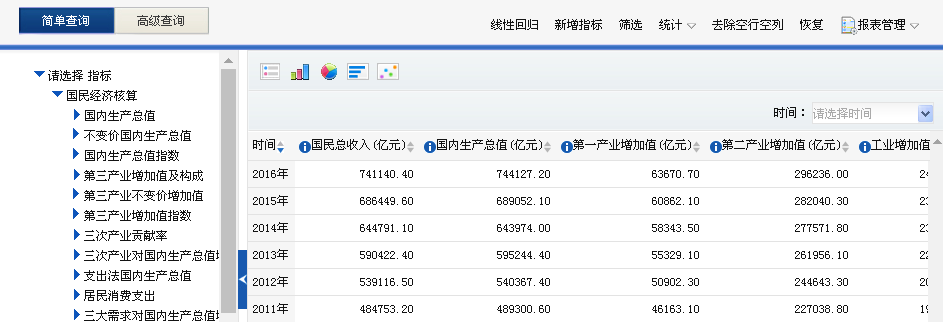 简单查询 高级查询
线性回归 新增指标 筛选 统计 去除空行空列 恢复 报表管理
请选择 指标
国民经济核算
国内生产总值
不变价国内生产总值
国内生产总值指数
第三产业增加值及构成
第三产业不变价增加值
第三产业增加值指数
三次产业贡献率
三次产业对国内生产总值
支出法国内生产总值
居民消费支出
三大需求对国内生产总值
时间： 请选择时间
时间 国民总收入(亿元) 国内生产总值(亿元) 第一产业增加值(亿元) 第二产业增加值(亿元) 工业增加值
2016年 741140.40 744127.20 63670.70 296236.00
2015年 686449.60 689052.10 60862.10 282040.30
2014年 644791.10 643974.00 58343.50 277571.80
2013年 590422.40 595244.40 55329.10 261956.10
2012年 539116.50 540367.40 50902.30 244643.30
2011年 484753.20 489300.60 46163.10 227038.80